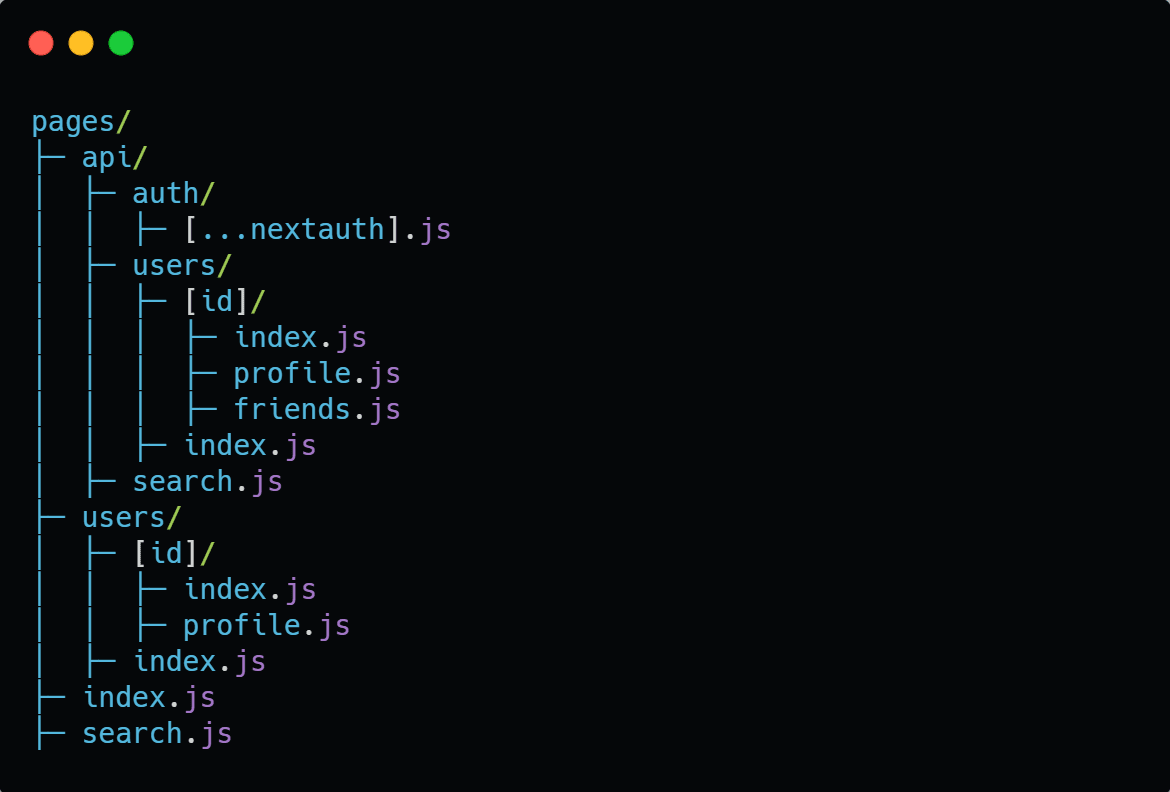 pages/
├─ api/
│  ├─ auth/
│  │  ├─ [...nextauth].js
│  ├─ users/
│  │  ├─ [id]/
│  │  │  ├─ index.js
│  │  │  ├─ profile.js
│  │  │  ├─ friends.js
│  │  ├─ index.js
│  ├─ search.js
├─ users/
│  ├─ [id]/
│  │  ├─ index.js
│  │  ├─ profile.js
│  ├─ index.js
├─ index.js
├─ search.js